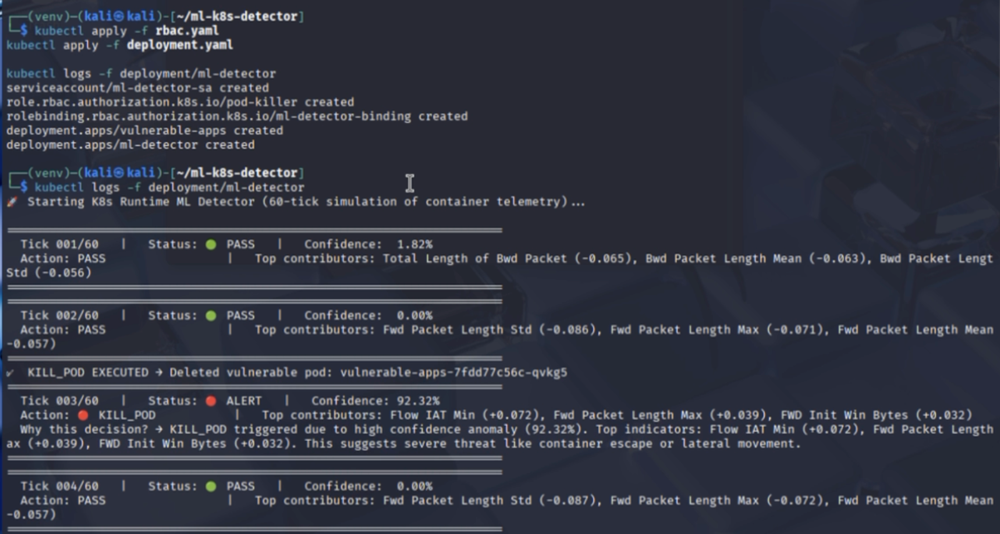 ┌──(venv)─(kali㉿kali)-[~/ml-k8s-detector]
└─$ kubectl apply -f rbac.yaml
kubectl apply -f deployment.yaml
kubectl logs -f deployment/ml-detector
serviceaccount/ml-detector-sa created
role.rbac.authorization.k8s.io/pod-killer created
rolebinding.rbac.authorization.k8s.io/ml-detector-binding created
deployment.apps/vulnerable-apps created
deployment.apps/ml-detector created
┌──(venv)─(kali㉿kali)-[~/ml-k8s-detector]
└─$ kubectl logs -f deployment/ml-detector
🚀 Starting K8s Runtime ML Detector (60-tick simulation of container telemetry)...
Tick 001/60 | Status: 🟢 PASS | Confidence: 1.82%
Action: PASS | Top contributors: Total Length of Bwd Packet (-0.065), Bwd Packet Length Mean (-0.063), Bwd Packet Lengt
Std (-0.056)
Tick 002/60 | Status: 🟢 PASS | Confidence: 0.00%
Action: PASS | Top contributors: Fwd Packet Length Std (-0.086), Fwd Packet Length Max (-0.071), Fwd Packet Length Mean
-0.057)
✔ KILL_POD EXECUTED → Deleted vulnerable pod: vulnerable-apps-7fdd77c56c-qvkg5
Tick 003/60 | Status: 🔴 ALERT | Confidence: 92.32%
Action: 🔴 KILL_POD | Top contributors: Flow IAT Min (+0.072), Fwd Packet Length Max (+0.039), FWD Init Win Bytes (+0.032)
Why this decision? → KILL_POD triggered due to high confidence anomaly (92.32%). Top indicators: Flow IAT Min (+0.072), Fwd Packet Length
ax (+0.039), FWD Init Win Bytes (+0.032). This suggests severe threat like container escape or lateral movement.
Tick 004/60 | Status: 🟢 PASS | Confidence: 0.00%
Action: PASS | Top contributors: Fwd Packet Length Std (-0.087), Fwd Packet Length Max (-0.072), Fwd Packet Length Mean
-0.057)